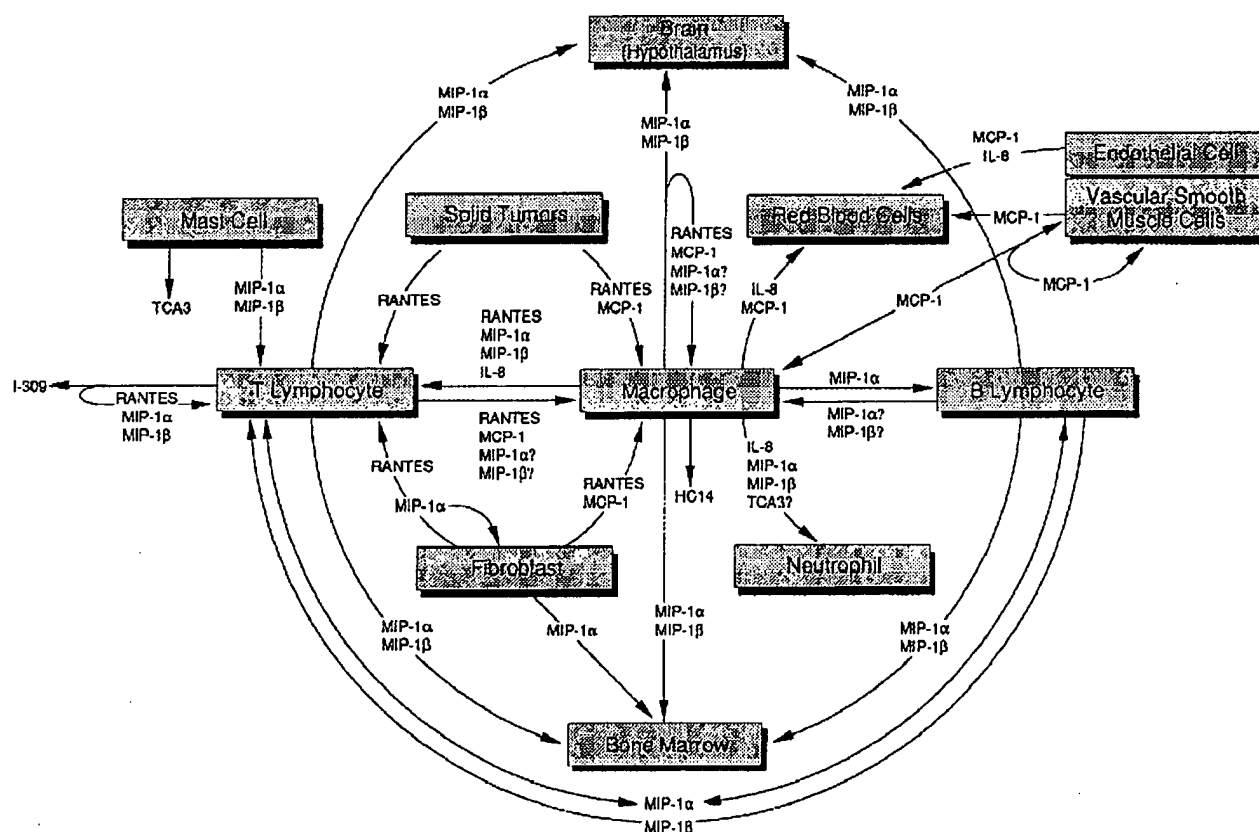 Brain
(Hypothalamus)
MIP-1α
MIP-1β
MIP-1α
MIP-1β
MIP-1α
MIP-1β
MCP-1
IL-8
Endothelial Cell
Mast Cell
Solid Tumors
Red Blood Cells
MCP-1
Vascular Smooth
Muscle Cells
RANTES
MCP-1
MIP-1α?
MIP-1β?
MCP-1
TCA3
MIP-1α
MIP-1β
RANTES
RANTES
MCP-1
IL-8
MCP-1
MCP-1
RANTES
MIP-1α
MIP-1β
IL-8
I-309
T Lymphocyte
Macrophage
MIP-1α
B Lymphocyte
RANTES
MIP-1α
MIP-1β
RANTES
MCP-1
MIP-1α?
MIP-1β?
MIP-1α?
MIP-1β?
RANTES
MIP-1α
RANTES
MCP-1
HC14
IL-8
MIP-1α
MIP-1β
TCA3?
Fibroblast
Neutrophil
MIP-1α
MIP-1β
MIP-1α
MIP-1α
MIP-1β
MIP-1α
MIP-1β
Bone Marrow
MIP-1α
MIP-1β